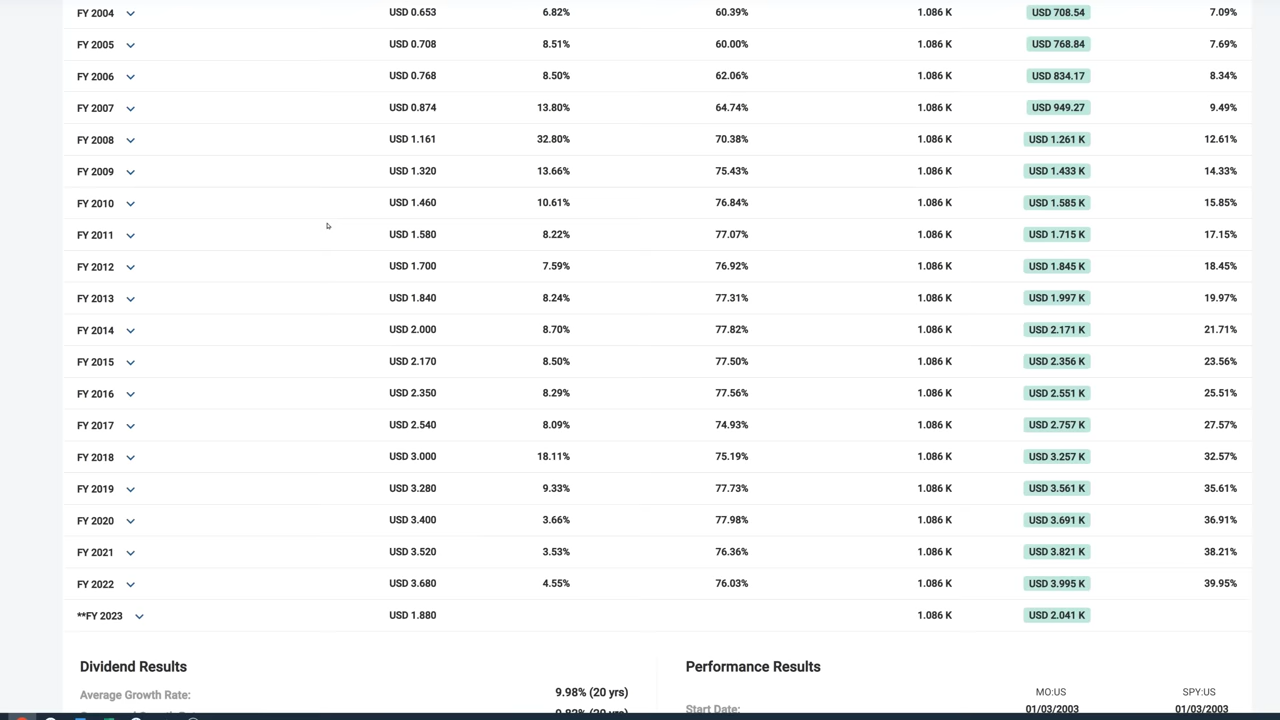 FY 2004 USD 0.653 6.82% 60.39% 1.086 K USD 708.54 7.09%
FY 2005 USD 0.708 8.51% 60.00% 1.086 K USD 768.84 7.69%
FY 2006 USD 0.768 8.50% 62.06% 1.086 K USD 834.17 8.34%
FY 2007 USD 0.874 13.80% 64.74% 1.086 K USD 949.27 9.49%
FY 2008 USD 1.161 32.80% 70.38% 1.086 K USD 1.261 K 12.61%
FY 2009 USD 1.320 13.66% 75.43% 1.086 K USD 1.433 K 14.33%
FY 2010 USD 1.460 10.61% 76.84% 1.086 K USD 1.585 K 15.85%
FY 2011 USD 1.580 8.22% 77.07% 1.086 K USD 1.715 K 17.15%
FY 2012 USD 1.700 7.59% 76.92% 1.086 K USD 1.845 K 18.45%
FY 2013 USD 1.840 8.24% 77.31% 1.086 K USD 1.997 K 19.97%
FY 2014 USD 2.000 8.70% 77.82% 1.086 K USD 2.171 K 21.71%
FY 2015 USD 2.170 8.50% 77.50% 1.086 K USD 2.356 K 23.56%
FY 2016 USD 2.350 8.29% 77.56% 1.086 K USD 2.551 K 25.51%
FY 2017 USD 2.540 8.09% 74.93% 1.086 K USD 2.757 K 27.57%
FY 2018 USD 3.000 18.11% 75.19% 1.086 K USD 3.257 K 32.57%
FY 2019 USD 3.280 9.33% 77.73% 1.086 K USD 3.561 K 35.61%
FY 2020 USD 3.400 3.66% 77.98% 1.086 K USD 3.691 K 36.91%
FY 2021 USD 3.520 3.53% 76.36% 1.086 K USD 3.821 K 38.21%
FY 2022 USD 3.680 4.55% 76.03% 1.086 K USD 3.995 K 39.95%
**FY 2023 USD 1.880 1.086 K USD 2.041 K
Dividend Results
Average Growth Rate: 9.98% (20 yrs)
Performance Results
MO:US SPY:US
Start Date: 01/03/2003 01/03/2003